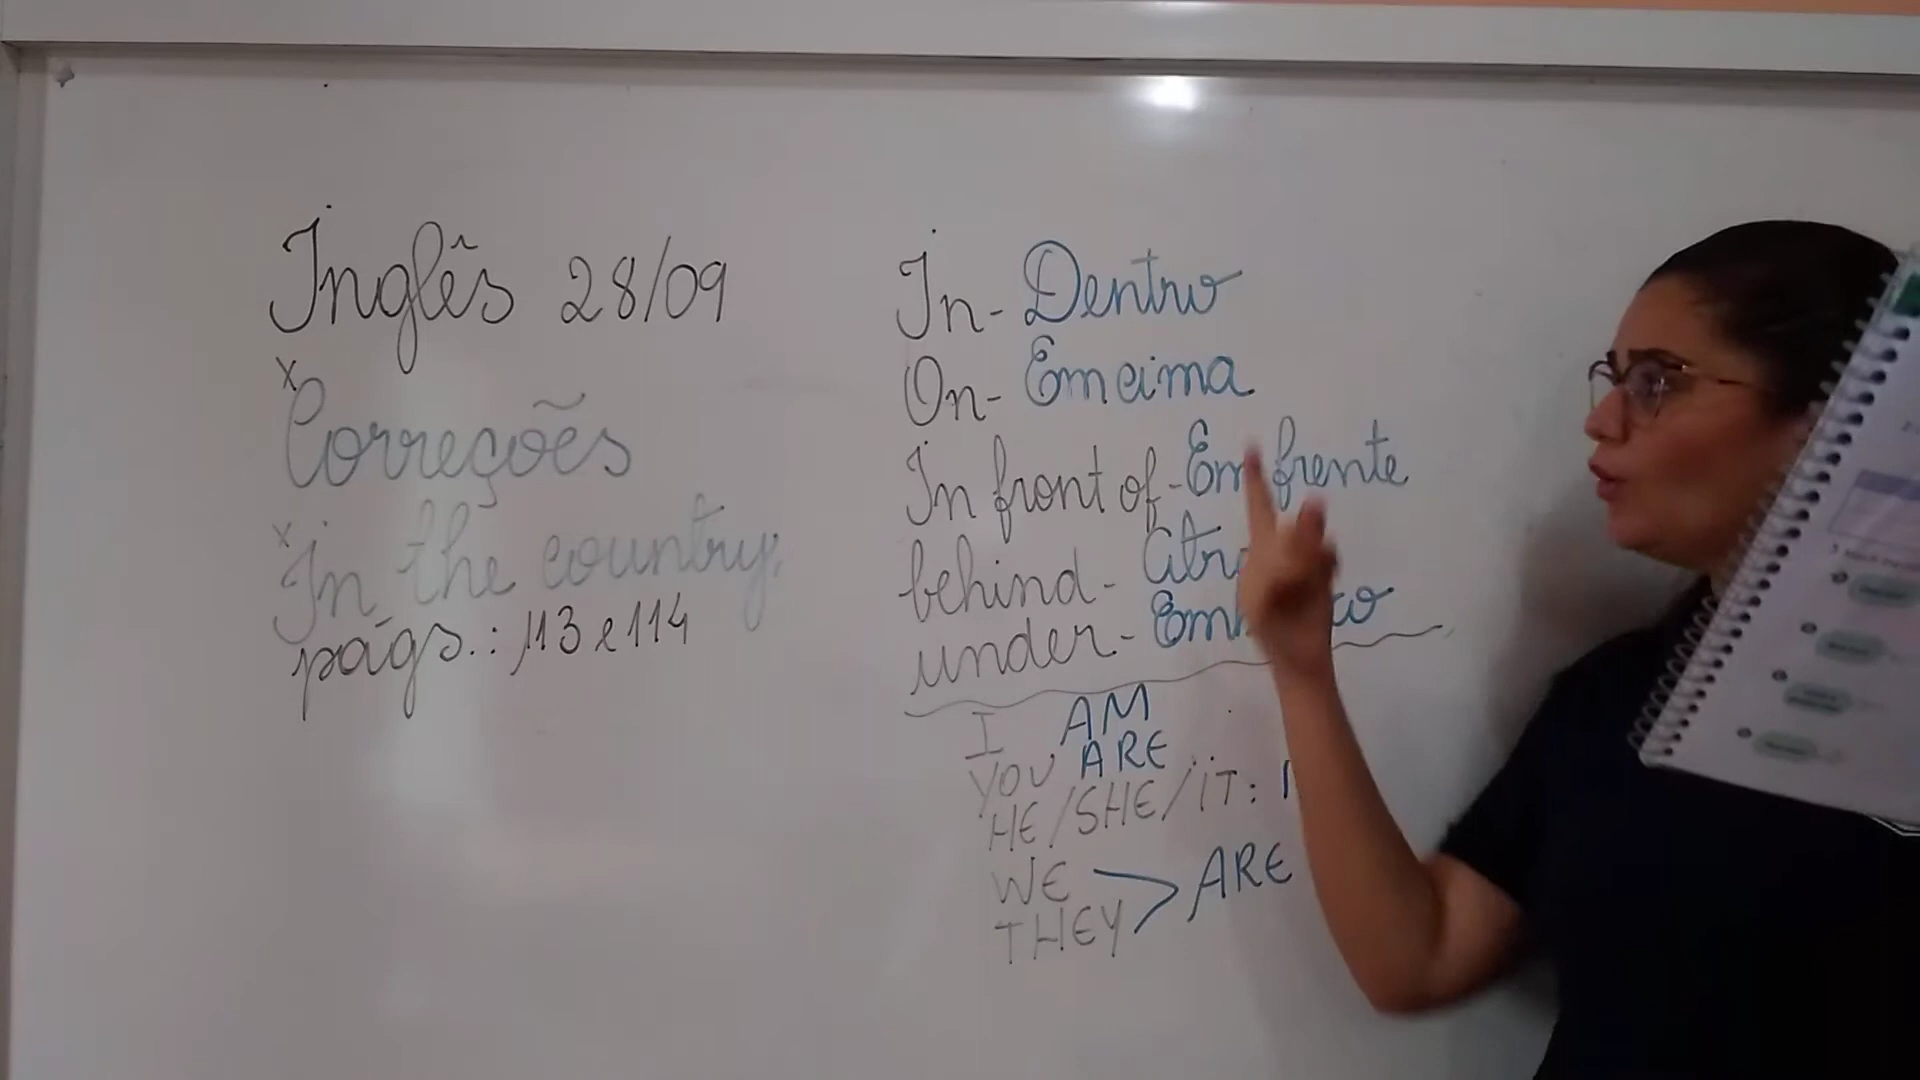 Inglês 28/09
x
Correções
x In the country:
págs.: 113 e 114
In- Dentro
On- Em cima
In front of- Em frente
behind-
under-
I AM
YOU ARE
HE/SHE/IT:
WE
THEY > ARE